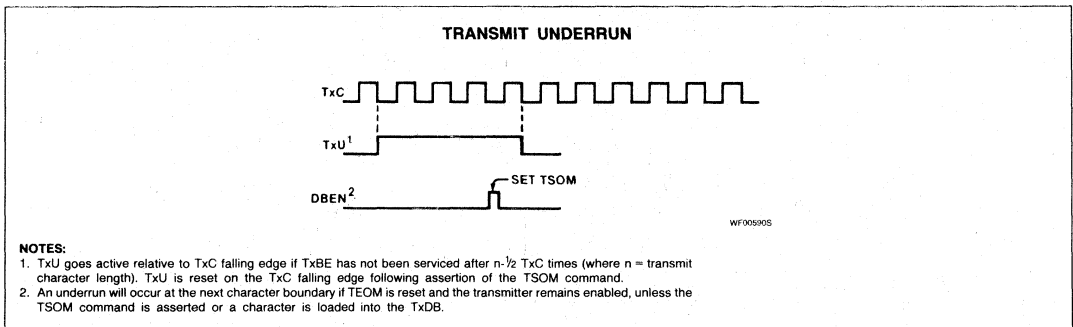 TRANSMIT UNDERRUN
TxC
TxU1
SET TSOM
DBEN2
WF00590S
NOTES:
1. TxU goes active relative to TxC falling edge if TxBE has not been serviced after n-1/2 TxC times (where n = transmit
character length). TxU is reset on the TxC falling edge following assertion of the TSOM command.
2. An underrun will occur at the next character boundary if TEOM is reset and the transmitter remains enabled, unless the
TSOM command is asserted or a character is loaded into the TxDB.